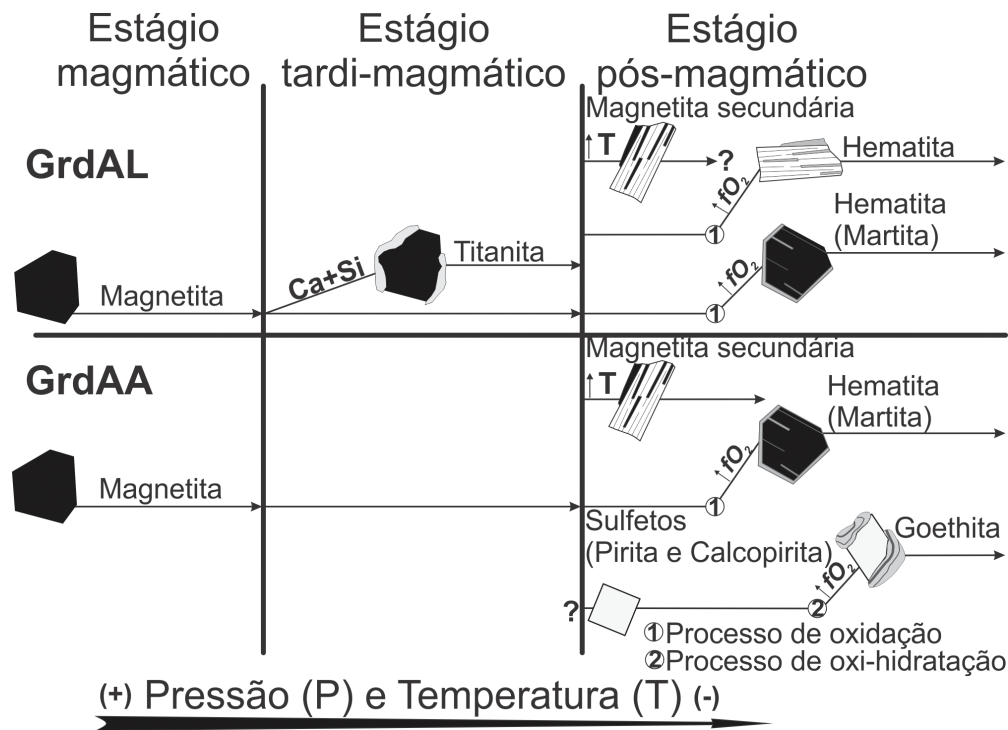 Estágio
magmático
Estágio
tardi-magmático
Estágio
pós-magmático
GrdAL
Magnetita
Ca+Si
Titanita
Magnetita secundária
T
?
fO2
1
Hematita
Hematita
(Martita)
fO2
1
GrdAA
Magnetita
Magnetita secundária
T
Hematita
(Martita)
fO2
1
Sulfetos
(Pirita e Calcopirita)
Goethita
fO2
?
2
1 Processo de oxidação
2 Processo de oxi-hidratação
(+) Pressão (P) e Temperatura (T) (-)